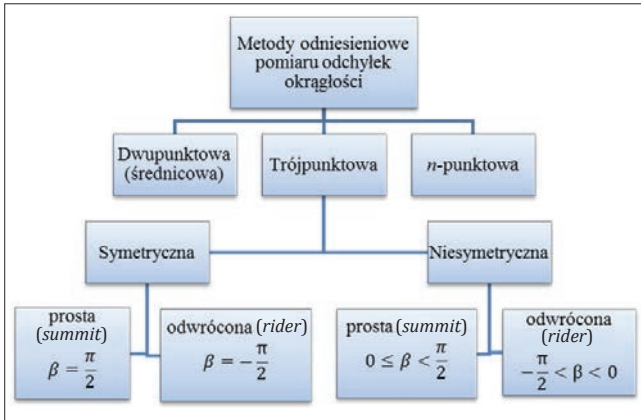 Metody odniesieniowe
pomiaru odchyłek
okrągłości
Dwupunktowa
(średnicowa)
Trójpunktowa
n-punktowa
Symetryczna
Niesymetryczna
prosta
(summit)
β = π/2
odwrócona (rider)
β = −π/2
prosta (summit)
0 ≤ β < π/2
odwrócona
(rider)
−π/2 < β < 0